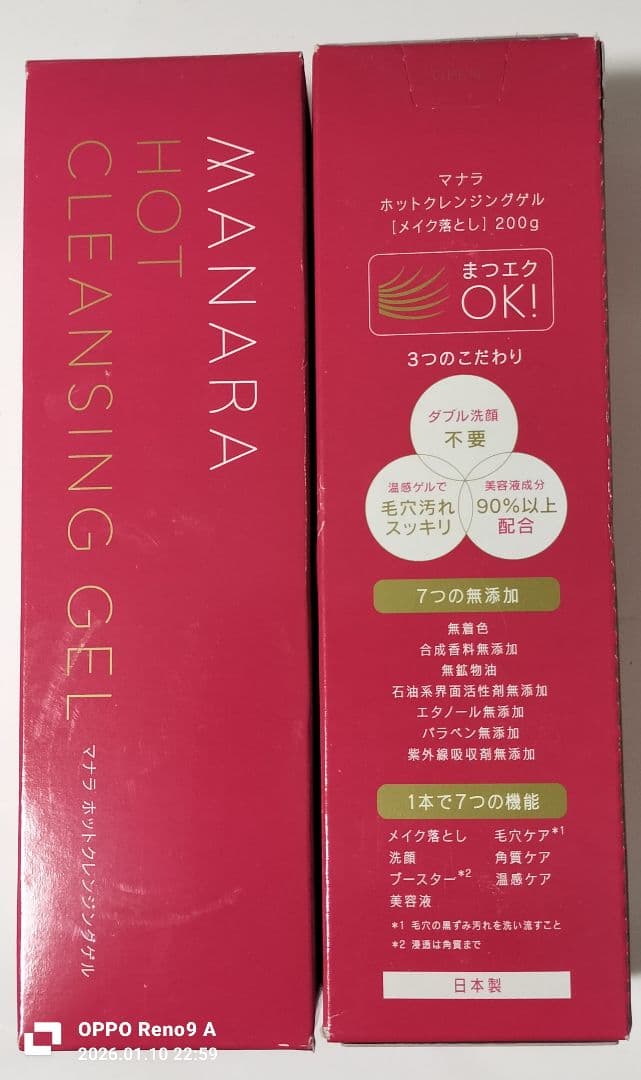 MANARA
HOT
CLEANSING GEL
マナラ ホットクレンジングゲル
マナラ
ホットクレンジングゲル
[メイク落とし] 200g
まつエク
OK!
3つのこだわり
ダブル洗顔
不要
温感ゲルで
毛穴汚れ
スッキリ
美容液成分
90%以上
配合
7つの無添加
無着色
合成香料無添加
無鉱物油
石油系界面活性剤無添加
エタノール無添加
パラベン無添加
紫外線吸収剤無添加
1本で7つの機能
メイク落とし 毛穴ケア*1
洗顔 角質ケア
ブースター*2 温感ケア
美容液
*1 毛穴の黒ずみ汚れを洗い流すこと
*2 浸透は角質まで
日本製
OPPO Reno9 A
2026.01.10 22:59